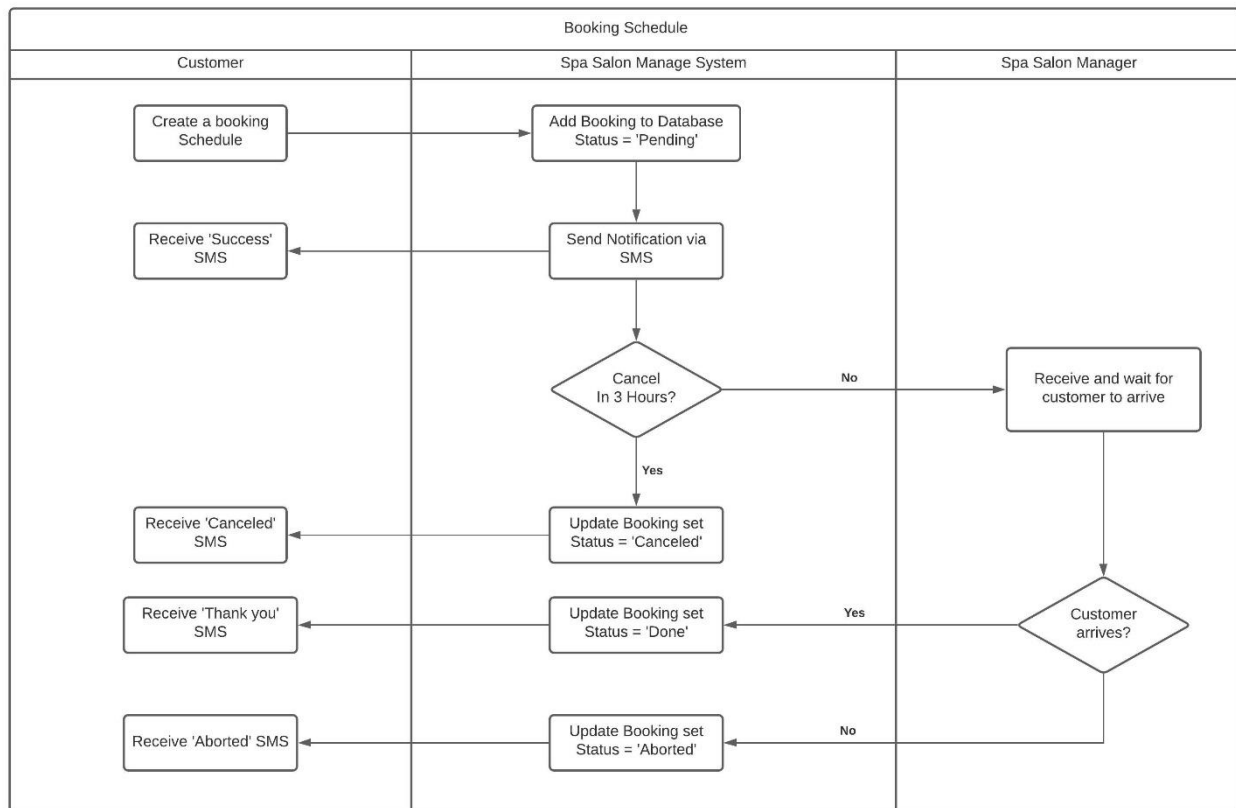 Booking Schedule
Customer
Spa Salon Manage System
Spa Salon Manager
Create a booking
Schedule
Add Booking to Database
Status = 'Pending'
Receive 'Success'
SMS
Send Notification via
SMS
Cancel
In 3 Hours?
No
Receive and wait for
customer to arrive
Yes
Receive 'Canceled'
SMS
Update Booking set
Status = 'Canceled'
Receive 'Thank you'
SMS
Update Booking set
Status = 'Done'
Yes
Customer
arrives?
Receive 'Aborted' SMS
Update Booking set
Status = 'Aborted'
No